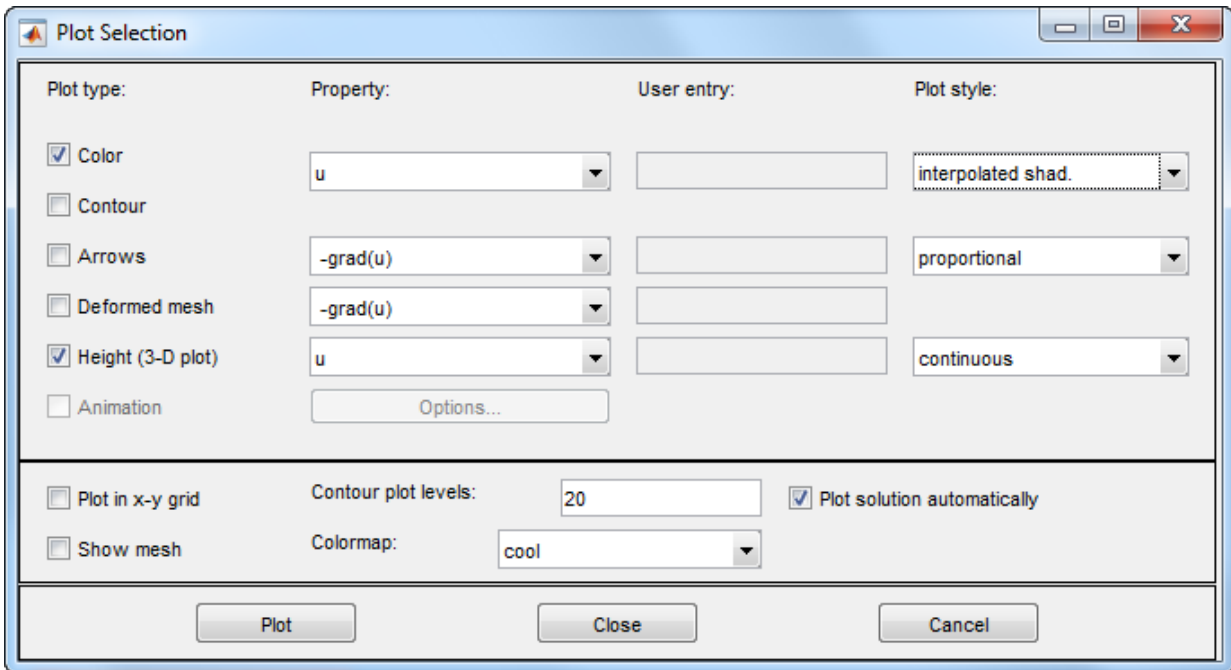 Plot Selection
Plot type: Property: User entry: Plot style:
Color
u interpolated shad.
Contour
Arrows -grad(u) proportional
Deformed mesh -grad(u)
Height (3-D plot) u continuous
Animation Options...
Plot in x-y grid Contour plot levels: 20 Plot solution automatically
Show mesh Colormap: cool
Plot Close Cancel